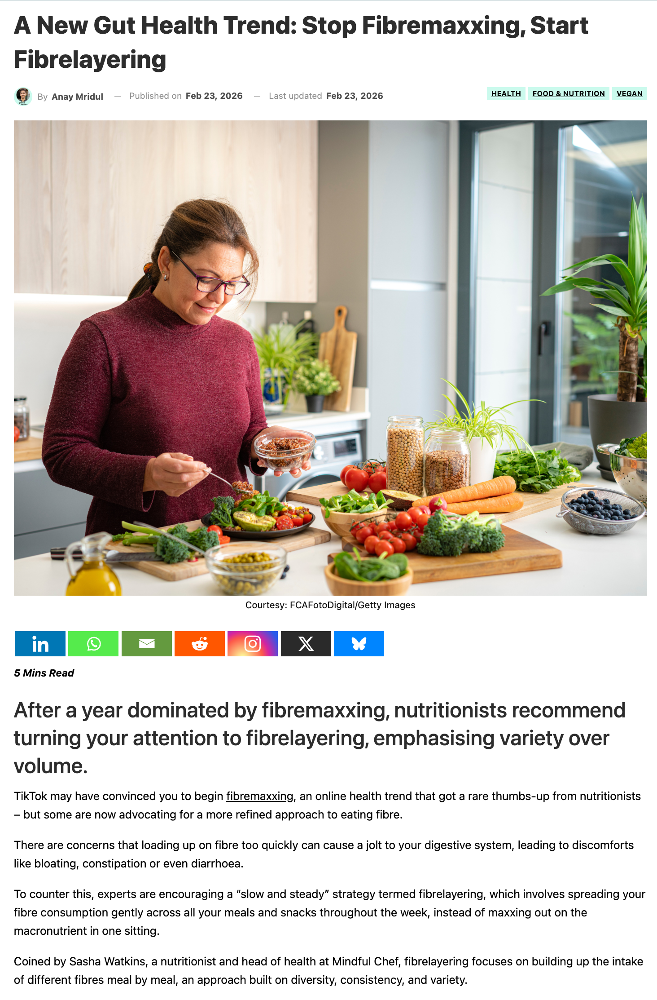 A New Gut Health Trend: Stop Fibremaxxing, Start
Fibrelayering
By Anay Mridul — Published on Feb 23, 2026 — Last updated Feb 23, 2026
HEALTH FOOD & NUTRITION VEGAN
Courtesy: FCAFotoDigital/Getty Images
5 Mins Read
After a year dominated by fibremaxxing, nutritionists recommend
turning your attention to fibrelayering, emphasising variety over
volume.
TikTok may have convinced you to begin fibremaxxing, an online health trend that got a rare thumbs-up from nutritionists
– but some are now advocating for a more refined approach to eating fibre.
There are concerns that loading up on fibre too quickly can cause a jolt to your digestive system, leading to discomforts
like bloating, constipation or even diarrhoea.
To counter this, experts are encouraging a “slow and steady” strategy termed fibrelayering, which involves spreading your
fibre consumption gently across all your meals and snacks throughout the week, instead of maxxing out on the
macronutrient in one sitting.
Coined by Sasha Watkins, a nutritionist and head of health at Mindful Chef, fibrelayering focuses on building up the intake
of different fibres meal by meal, an approach built on diversity, consistency, and variety.